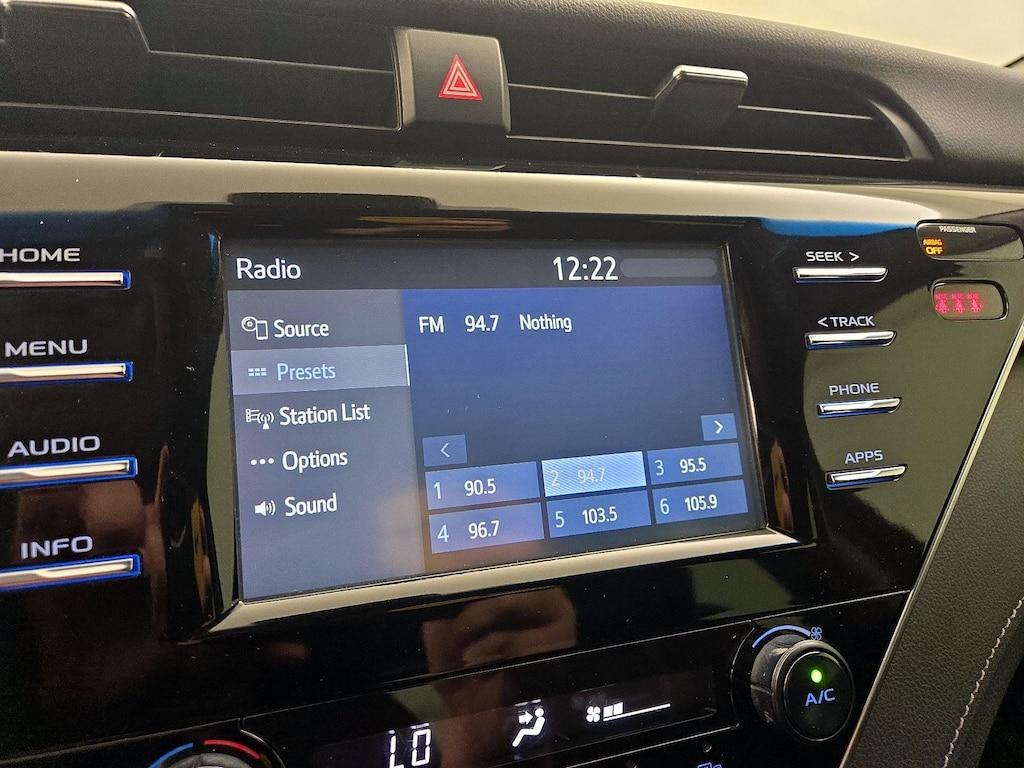 PASSENGER
AIRBAG
OFF
HOME
MENU
AUDIO
INFO
Radio
12:22
Source
Presets
Station List
Options
Sound
FM 94.7 Nothing
<
>
1 90.5
2 94.7
3 95.5
4 96.7
5 103.5
6 105.9
SEEK >
< TRACK
PHONE
APPS
LO
A/C